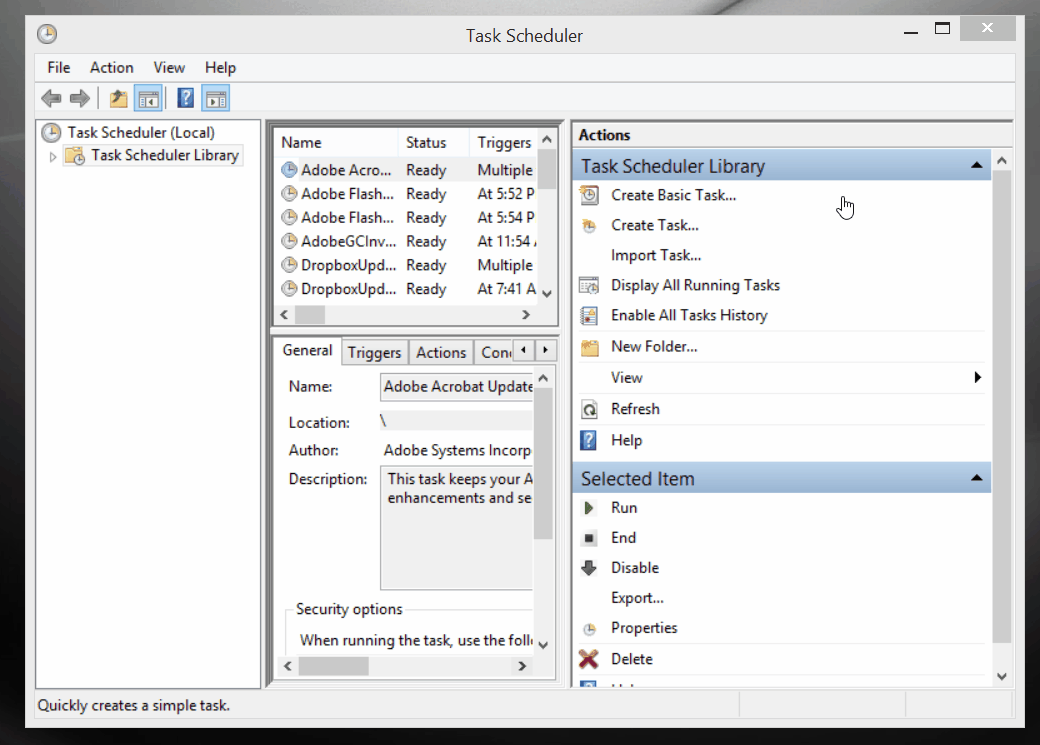 Task Scheduler
File Action View Help
Task Scheduler (Local)
Task Scheduler Library
Name Status Triggers
Adobe Acro... Ready Multiple
Adobe Flash... Ready At 5:52 P
Adobe Flash... Ready At 5:54 P
AdobeGCInv... Ready At 11:54
DropboxUpd... Ready Multiple
DropboxUpd... Ready At 7:41 A
General Triggers Actions Con
Name: Adobe Acrobat Update
Location: \
Author: Adobe Systems Incorp
Description: This task keeps your A
enhancements and se
Security options
When running the task, use the foll
Actions
Task Scheduler Library
Create Basic Task...
Create Task...
Import Task...
Display All Running Tasks
Enable All Tasks History
New Folder...
View
Refresh
Help
Selected Item
Run
End
Disable
Export...
Properties
Delete
Quickly creates a simple task.